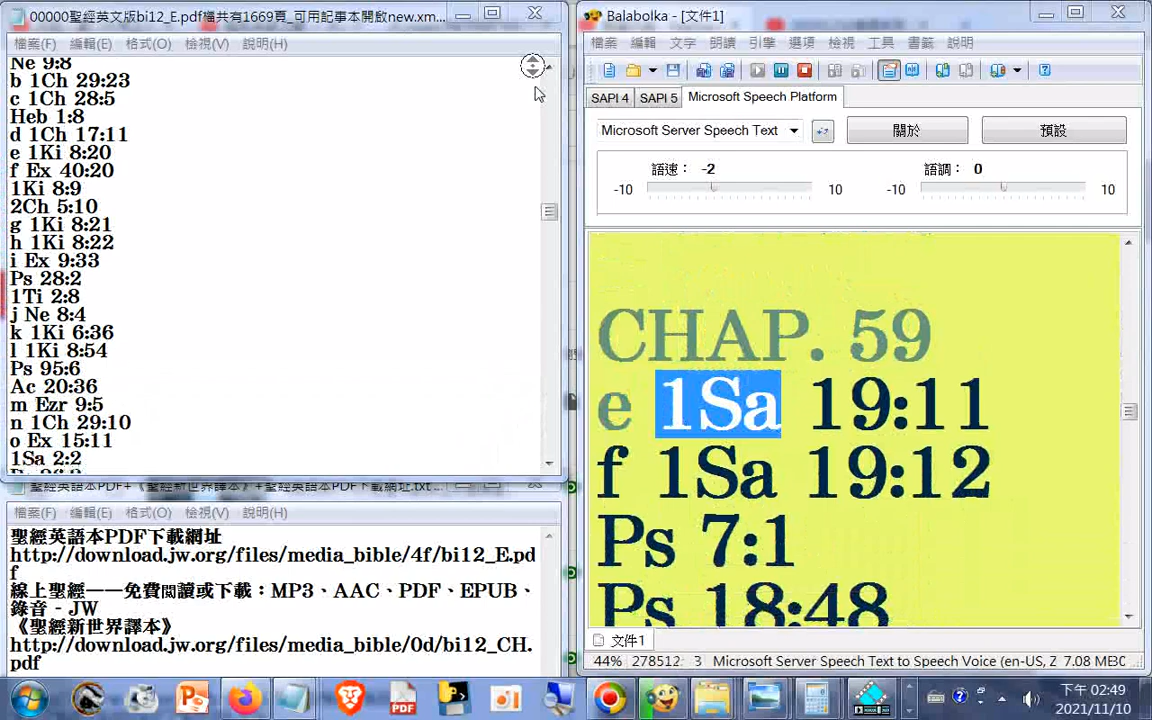 00000聖經英文版bi12_E.pdf檔共有1669頁_可用記事本開啟new.xm...
檔案(F) 編輯(E) 格式(O) 檢視(V) 說明(H)
Ne 9:8
b 1Ch 29:23
c 1Ch 28:5
Heb 1:8
d 1Ch 17:11
e 1Ki 8:20
f Ex 40:20
1Ki 8:9
2Ch 5:10
g 1Ki 8:21
h 1Ki 8:22
i Ex 9:33
Ps 28:2
1Ti 2:8
j Ne 8:4
k 1Ki 6:36
l 1Ki 8:54
Ps 95:6
Ac 20:36
m Ezr 9:5
n 1Ch 29:10
o Ex 15:11
1Sa 2:2
聖經英語本PDF+《聖經新世界譯本》+聖經英語本PDF下載網址.txt ...
檔案(F) 編輯(E) 格式(O) 檢視(V) 說明(H)
聖經英語本PDF下載網址
http://download.jw.org/files/media_bible/4f/bi12_E.pd
f
線上聖經——免費閱讀或下載：MP3、AAC、PDF、EPUB、
錄音 - JW
《聖經新世界譯本》
http://download.jw.org/files/media_bible/0d/bi12_CH.
pdf
Balabolka - [文件1]
檔案 編輯 文字 朗讀 引擎 選項 檢視 工具 書籤 說明
SAPI 4 SAPI 5 Microsoft Speech Platform
Microsoft Server Speech Text 關於 預設
語速： -2 語調： 0
-10 10 -10 10
CHAP. 59
e 1Sa 19:11
f 1Sa 19:12
Ps 7:1
Ps 18:48
文件1
44% 278512: 3 Microsoft Server Speech Text to Speech Voice (en-US, Z 7.08 MB
下午 02:49
2021/11/10